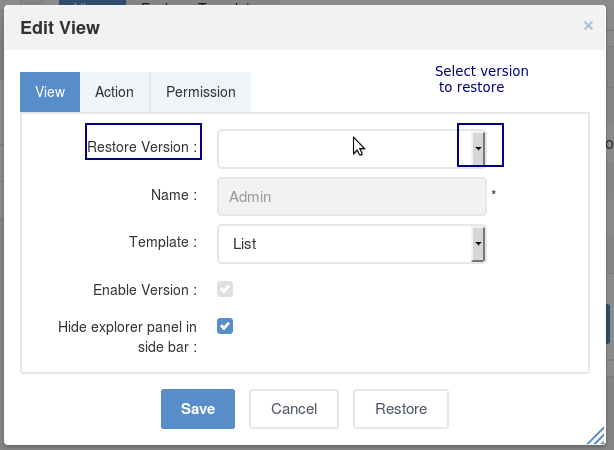 Edit View
×
Select version
to restore
View Action Permission
Restore Version :
Name : Admin *
Template : List
Enable Version :
Hide explorer panel in
side bar :
Save Cancel Restore